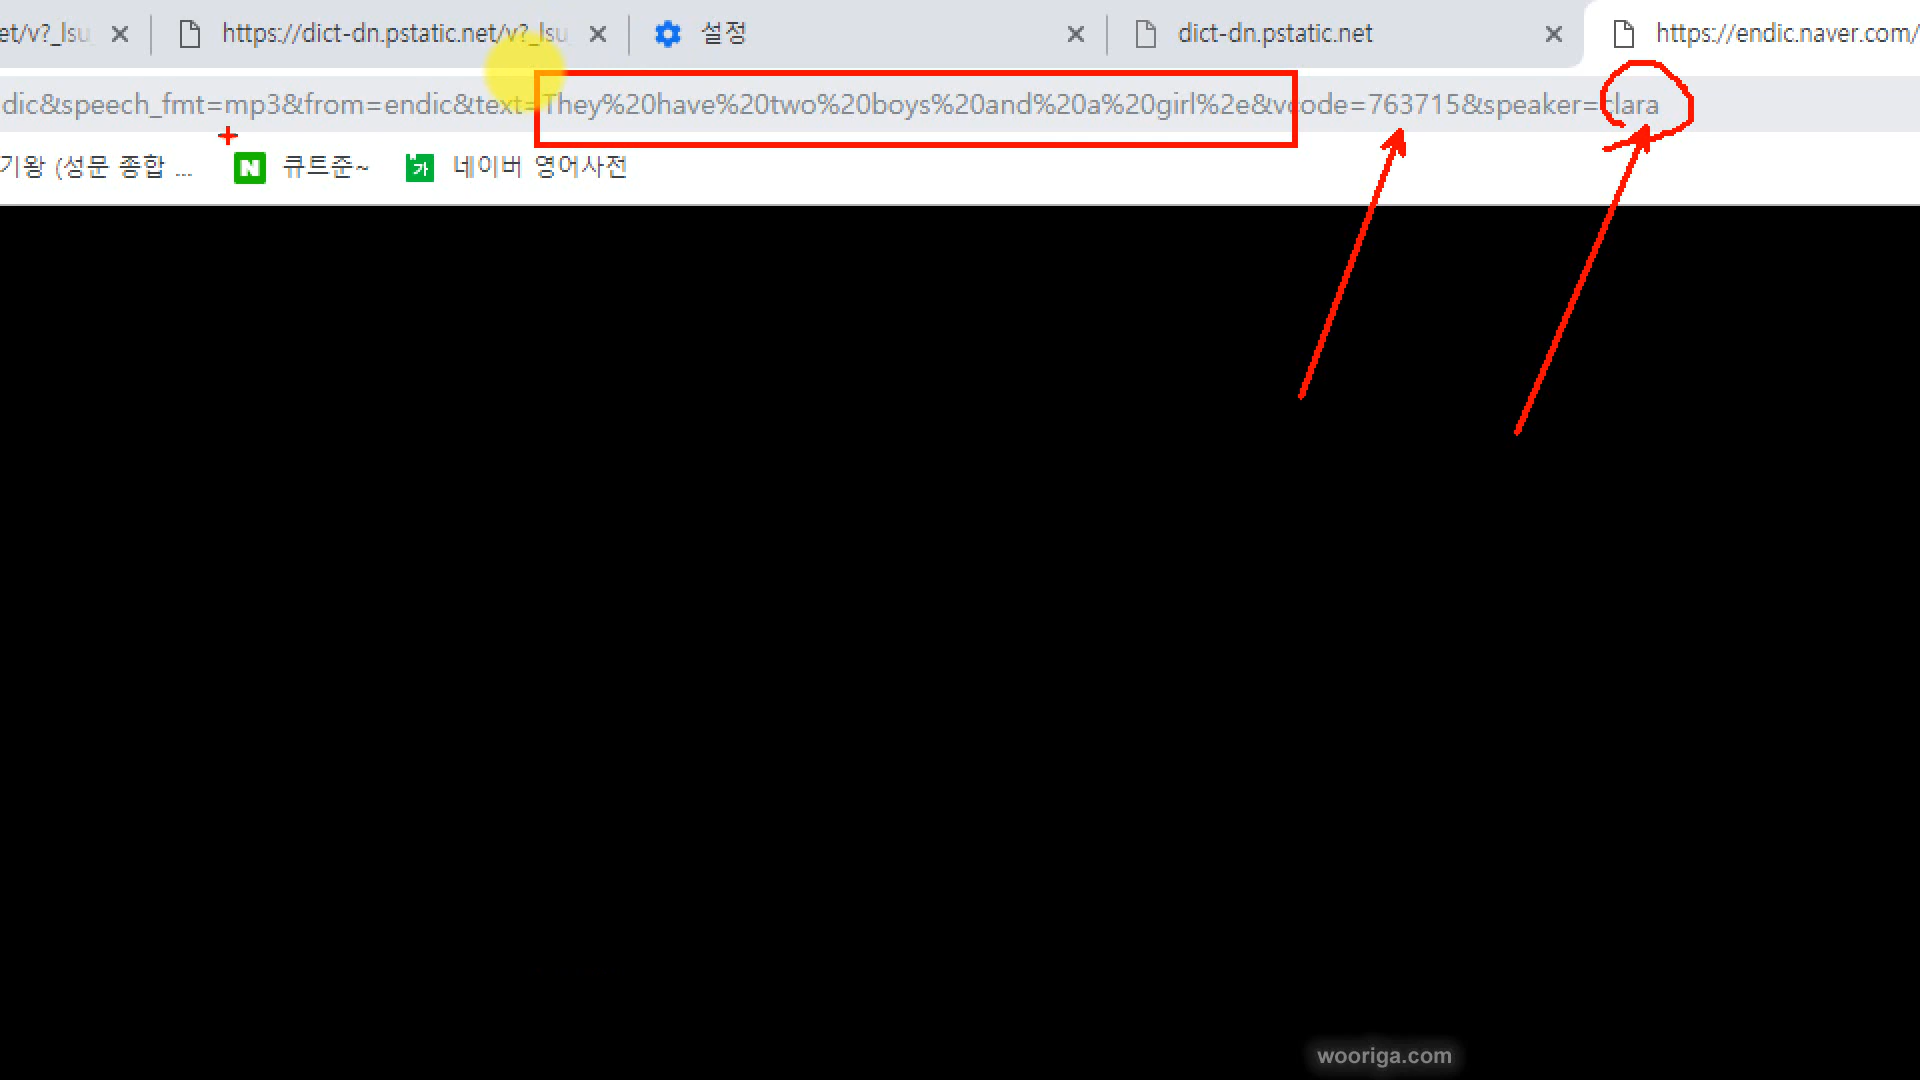 et/v?_lsu
https://dict-dn.pstatic.net/v?_lsu
설정
dict-dn.pstatic.net
https://endic.naver.com/
dic&speech_fmt=mp3&from=endic&text=They%20have%20two%20boys%20and%20a%20girl%2e&vcode=763715&speaker=clara
기왕 (성문 종합 ...
N 큐트준~
가 네이버 영어사전
wooriga.com